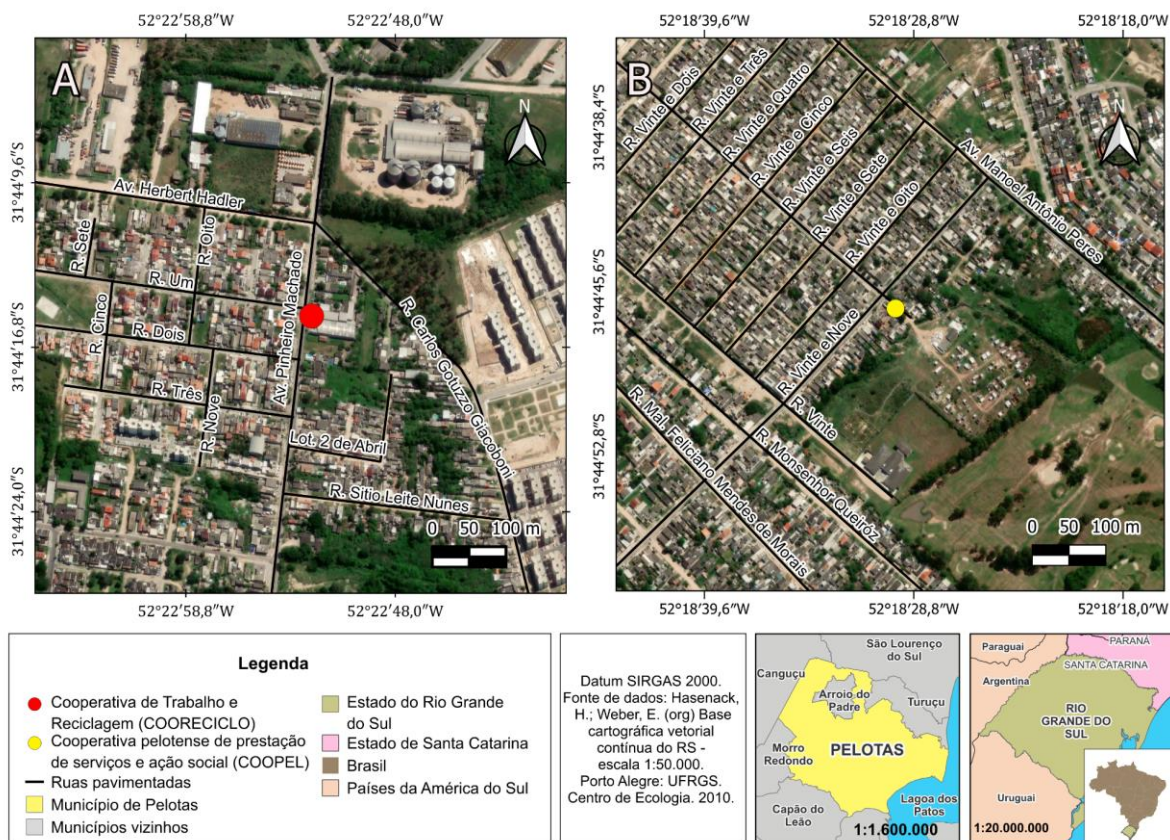 52°22'58,8"W
52°22'48,0"W
52°18'39,6"W
52°18'28,8"W
52°18'18,0"W
A
N
31°44'9,6"S
31°44'16,8"S
31°44'24,0"S
Av. Herbert Hadler
R. Sete
R. Oito
R. Um
R. Cinco
R. Dois
Av. Pinheiro Machado
R. Três
R. Nove
Lot. 2 de Abril
R. Carlos Gotuzzo Giacoboni
R. Sítio Leite Nunes
0 50 100 m
52°22'58,8"W
52°22'48,0"W
B
N
31°44'38,4"S
31°44'45,6"S
31°44'52,8"S
R. Vinte e Dois
R. Vinte e Três
R. Vinte e Quatro
R. Vinte e Cinco
R. Vinte e Seis
R. Vinte e Sete
R. Vinte e Oito
Av. Manoel Antônio Peres
R. Vinte e Nove
R. Vinte
R. Monsenhor Queiróz
R. Mal. Feliciano Mendes de Morais
0 50 100 m
52°18'39,6"W
52°18'28,8"W
52°18'18,0"W
Legenda
Cooperativa de Trabalho e
Reciclagem (COORECICLO)
Cooperativa pelotense de prestação
de serviços e ação social (COOPEL)
Ruas pavimentadas
Município de Pelotas
Municípios vizinhos
Estado do Rio Grande
do Sul
Estado de Santa Catarina
Brasil
Países da América do Sul
Datum SIRGAS 2000.
Fonte de dados: Hasenack,
H.; Weber, E. (org) Base
cartográfica vetorial
contínua do RS -
escala 1:50.000.
Porto Alegre: UFRGS.
Centro de Ecologia. 2010.
São Lourenço
do Sul
Canguçu
Arroio do
Padre
Turuçu
PELOTAS
Morro
Redondo
Capão do
Leão
Lagoa dos
Patos
1:1.600.000
Paraguai
PARANÁ
SANTA CATARINA
Argentina
RIO
GRANDE DO
SUL
Uruguai
1:20.000.000